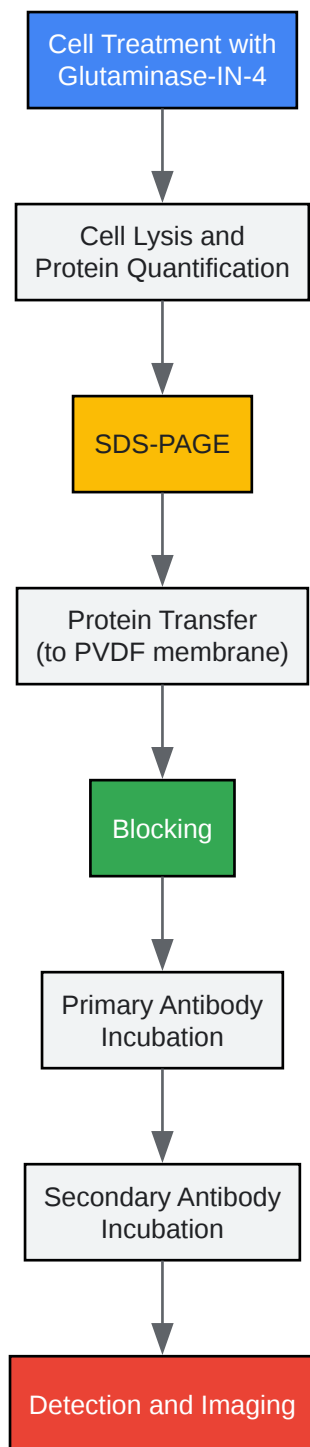 Cell Treatment with
Glutaminase-IN-4
Cell Lysis and
Protein Quantification
SDS-PAGE
Protein Transfer
(to PVDF membrane)
Blocking
Primary Antibody
Incubation
Secondary Antibody
Incubation
Detection and Imaging